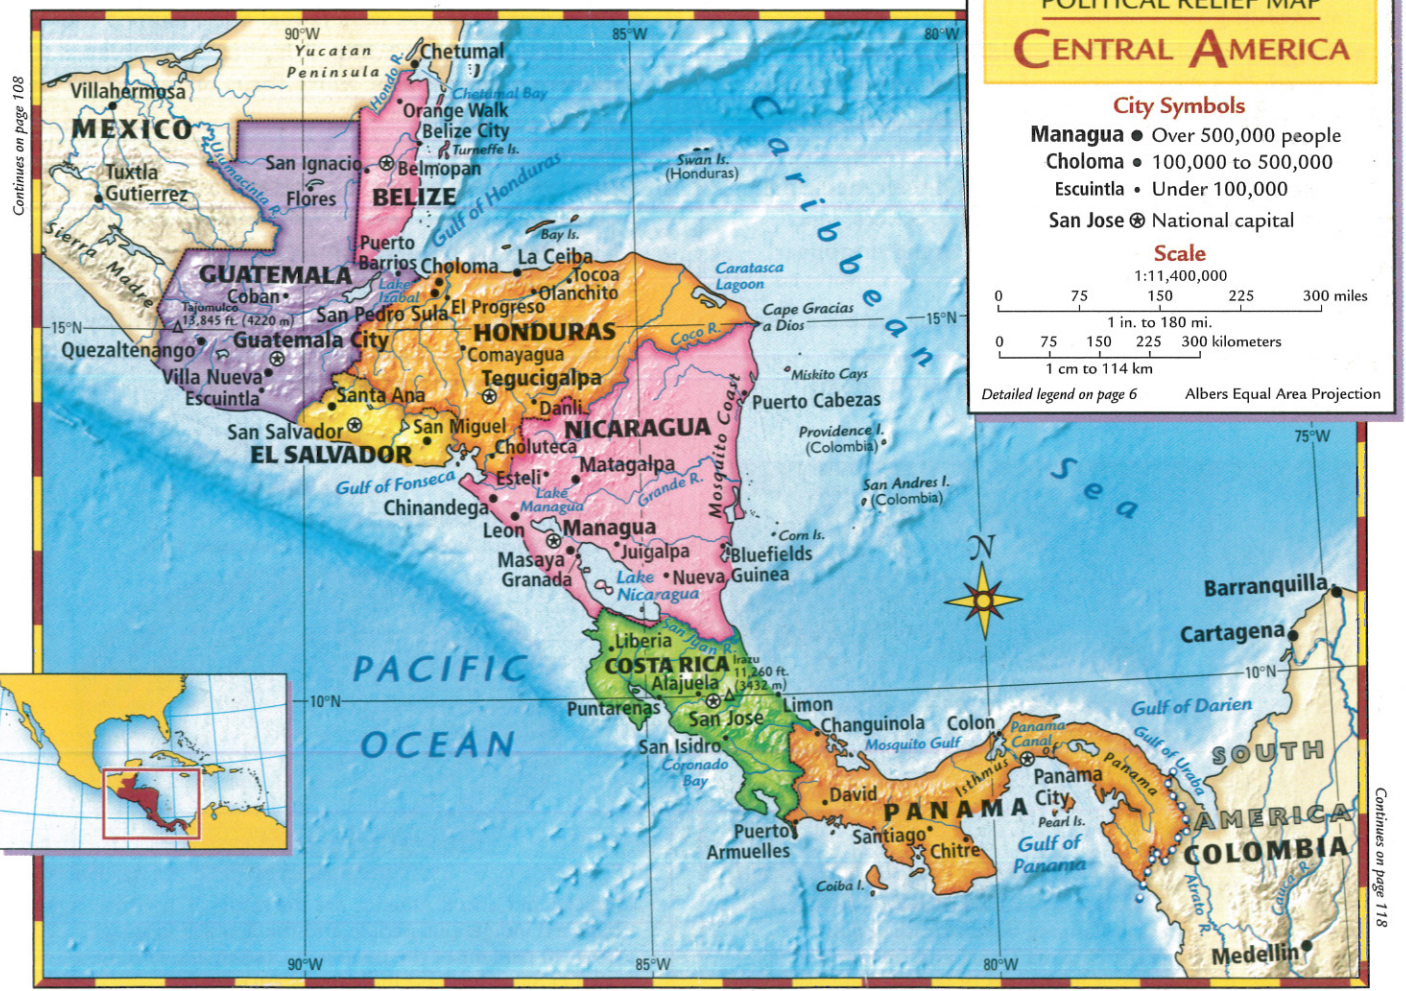 POLITICAL RELIEF MAP
CENTRAL AMERICA
City Symbols
Managua Over 500,000 people
Choloma 100,000 to 500,000
Escuintla Under 100,000
San Jose National capital
Scale
1:11,400,000
0 75 150 225 300 miles
1 in. to 180 mi.
0 75 150 225 300 kilometers
1 cm to 114 km
Detailed legend on page 6 Albers Equal Area Projection
90°W
85°W
80°W
75°W
Continues on page 108
Yucatan
Peninsula
Chetumal
Hondo R.
Chetumal Bay
Villahermosa
MEXICO
Orange Walk
Belize City
Turneffe Is.
Usumacinta R.
San Ignacio
Belmopan
Flores
BELIZE
Tuxtla
Gutierrez
Sierra Madre
Gulf of Honduras
Swan Is.
(Honduras)
Caribbean
Sea
Bay Is.
Puerto
Barrios
Choloma
La Ceiba
Tocoa
Olanchito
Caratasca
Lagoon
GUATEMALA
Coban
Lake
Izabal
El Progreso
Tajumulco
13,845 ft. (4220 m)
San Pedro Sula
Cape Gracias
a Dios
15°N
15°N
HONDURAS
Coco R.
Quezaltenango
Guatemala City
Comayagua
Villa Nueva
Tegucigalpa
Miskito Cays
Escuintla
Santa Ana
Danli
Puerto Cabezas
San Salvador
San Miguel
NICARAGUA
Mosquito Coast
Providence I.
(Colombia)
EL SALVADOR
Choluteca
Matagalpa
Gulf of Fonseca
Esteli
Grande R.
San Andres I.
(Colombia)
Chinandega
Lake
Managua
Leon
Managua
Corn Is.
Masaya
Juigalpa
Bluefields
Granada
Lake
Nicaragua
Nueva Guinea
N
Barranquilla
Cartagena
San Juan R.
Liberia
COSTA RICA
Irazu
11,260 ft.
(3432 m)
Alajuela
PACIFIC
OCEAN
10°N
10°N
Puntarenas
San Jose
Limon
San Isidro
Coronado
Bay
Changuinola
Mosquito Gulf
Colon
Panama
Canal
Gulf of Darien
Gulf of Uraba
Isthmus of Panama
Panama
City
SOUTH
AMERICA
David
PANAMA
Pearl Is.
Puerto
Armuelles
Santiago
Chitre
Gulf of
Panama
COLOMBIA
Coiba I.
Atrato R.
Cauca R.
Medellin
Continues on page 118
90°W
85°W
80°W